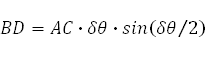 BD = AC · δθ · sin(δθ/2)